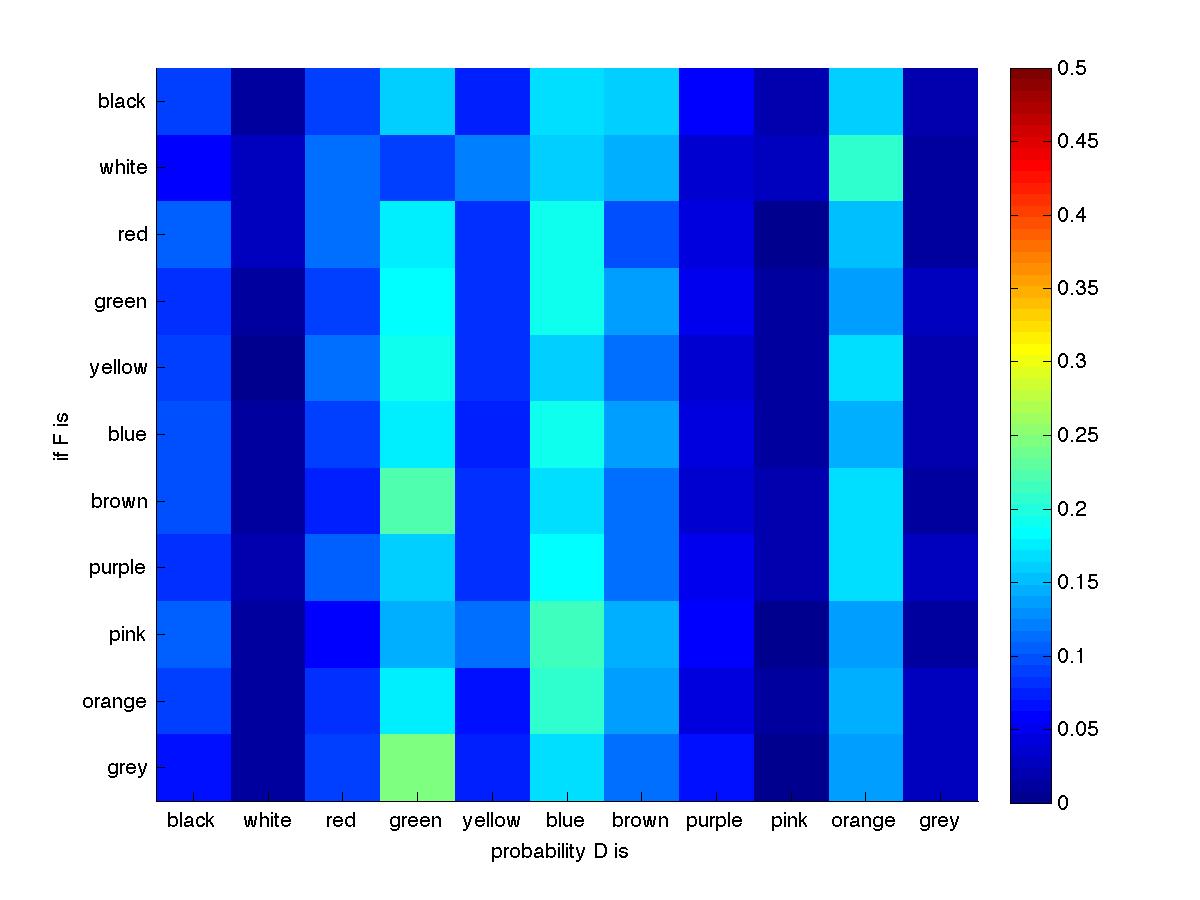 if F is
black
white
red
green
yellow
blue
brown
purple
pink
orange
grey
black white red green yellow blue brown purple pink orange grey
probability D is
0.5
0.45
0.4
0.35
0.3
0.25
0.2
0.15
0.1
0.05
0